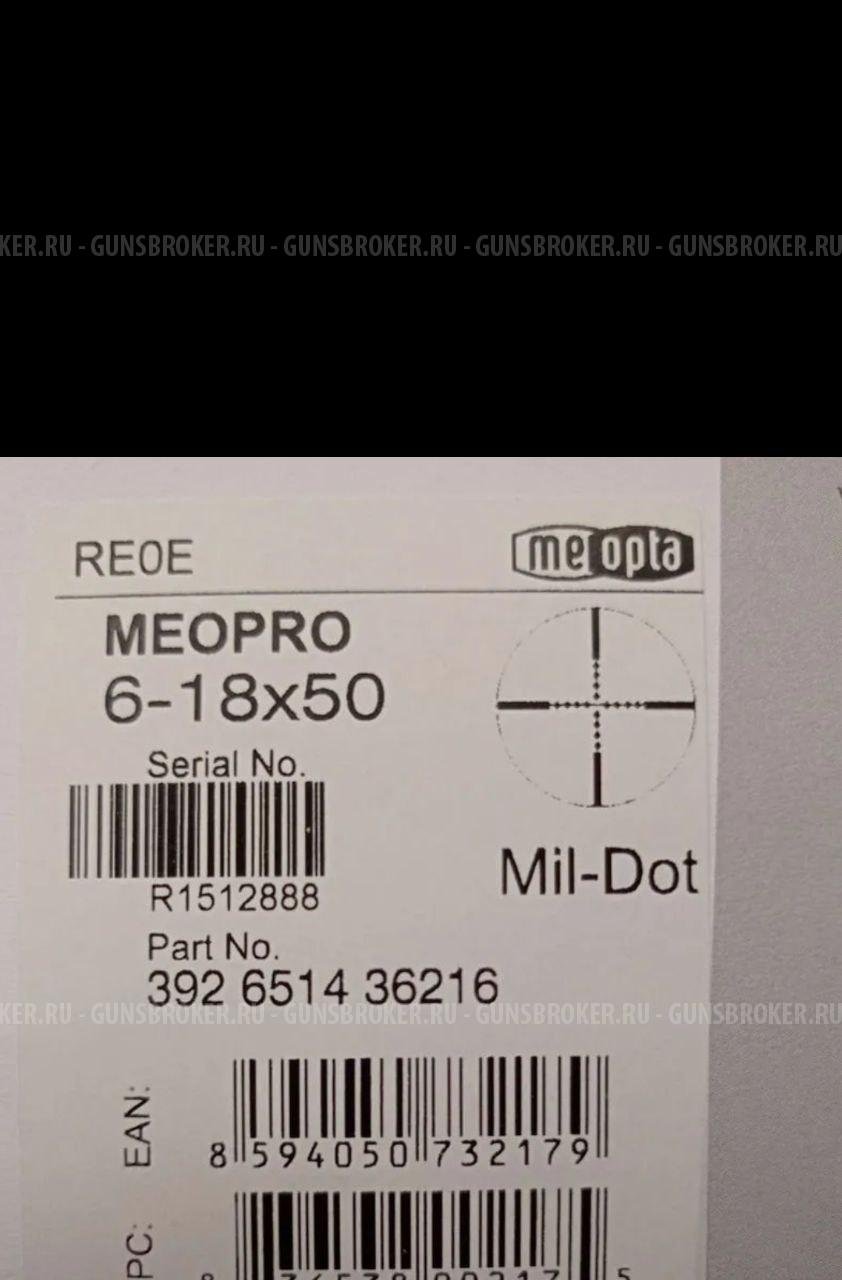 KER.RU - GUNSBROKER.RU - GUNSBROKER.RU - GUNSBROKER.RU - GUNSBROKER.RU
RE0E
meopta
MEOPRO
6-18x50
Serial No.
R1512888
Mil-Dot
Part No.
392 6514 36216
KER.RU - GUNSBROKER.RU - GUNSBROKER.RU - GUNSBROKER.RU - GUNSBROKER.RU
EAN:
8 594050 732179
PC: